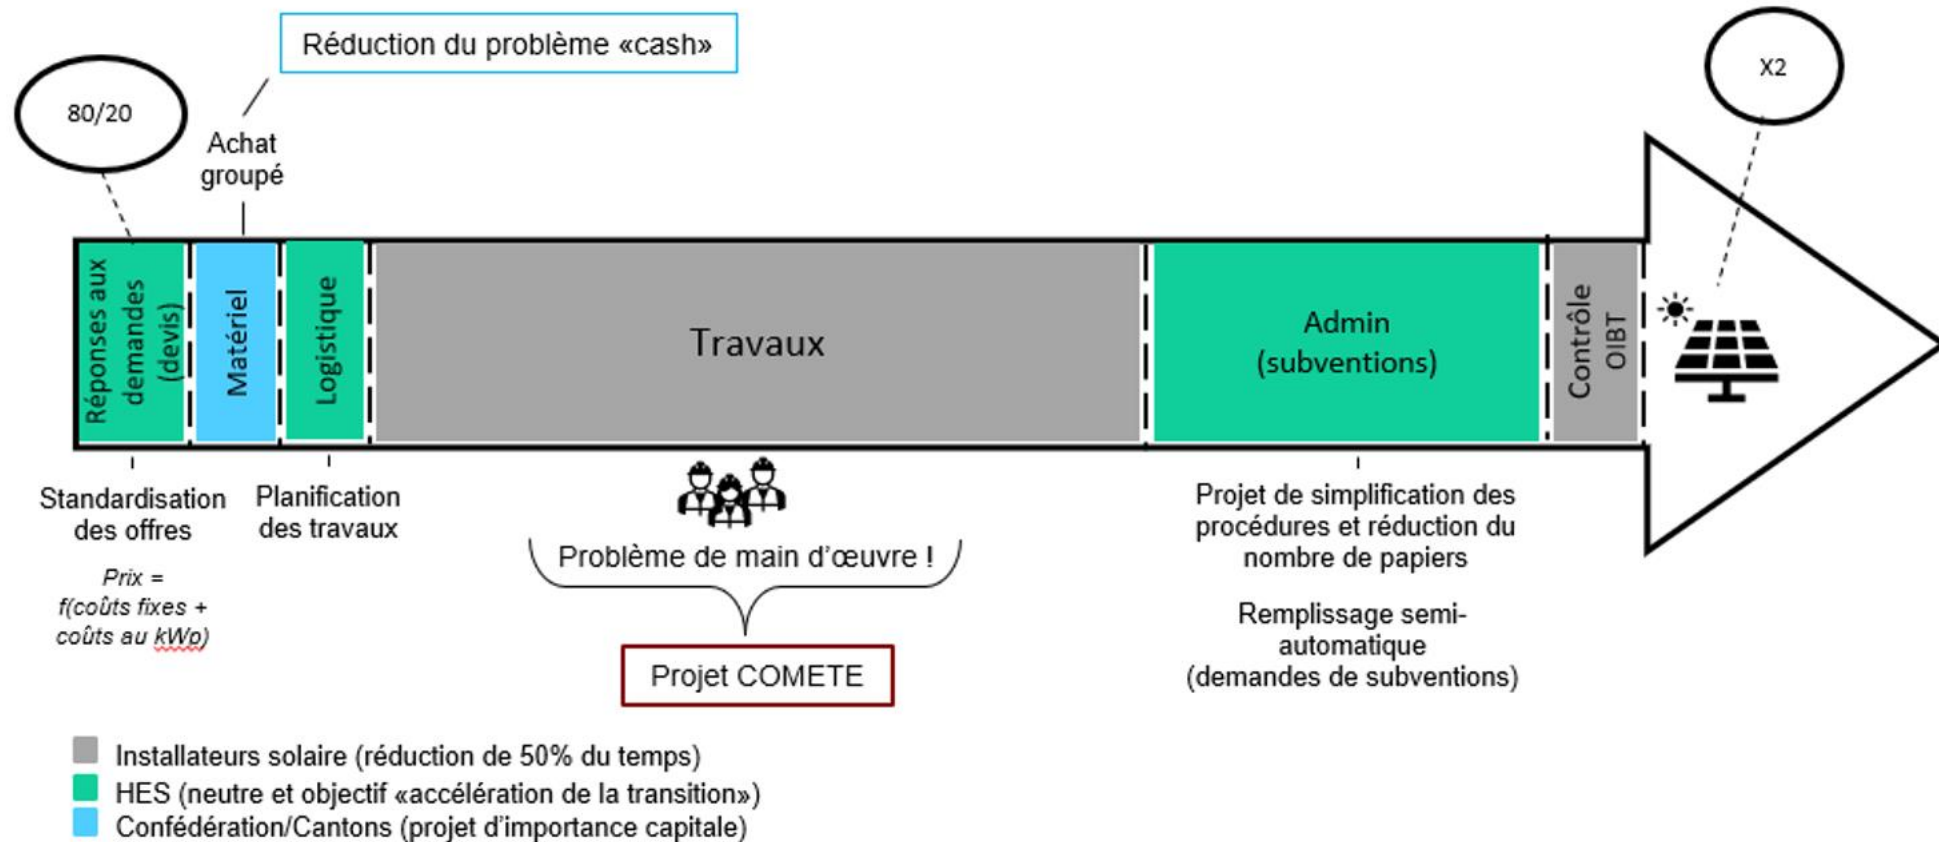 Réduction du problème «cash»
80/20
X2
Achat
groupé
Réponses aux
demandes
(devis)
Matériel
Logistique
Travaux
Admin
(subventions)
Contrôle
OIBT
Standardisation
des offres
Prix =
f(coûts fixes +
coûts au kWp)
Planification
des travaux
Problème de main d’œuvre !
Projet COMETE
Projet de simplification des
procédures et réduction du
nombre de papiers
Remplissage semi-
automatique
(demandes de subventions)
Installateurs solaire (réduction de 50% du temps)
HES (neutre et objectif «accélération de la transition»)
Confédération/Cantons (projet d’importance capitale)